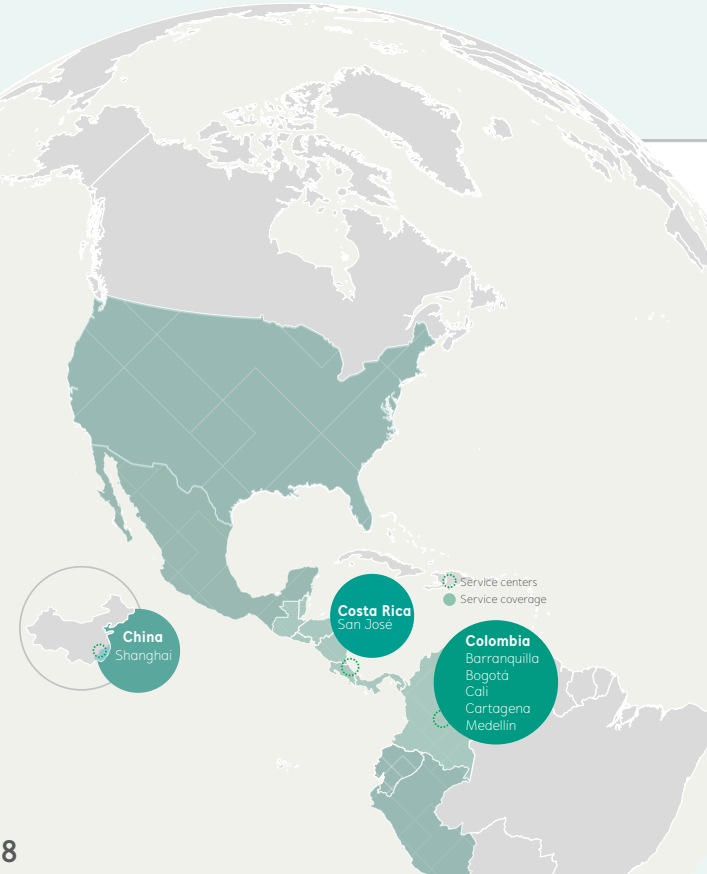 Service centers
Service coverage
Costa Rica
San José
China
Shanghai
Colombia
Barranquilla
Bogotá
Cali
Cartagena
Medellín
8